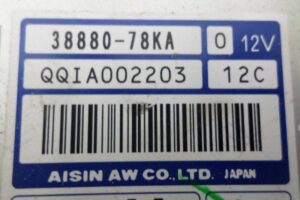 38880-78KA 0 12V
QQIA002203 12C
AISIN AW CO., LTD. JAPAN